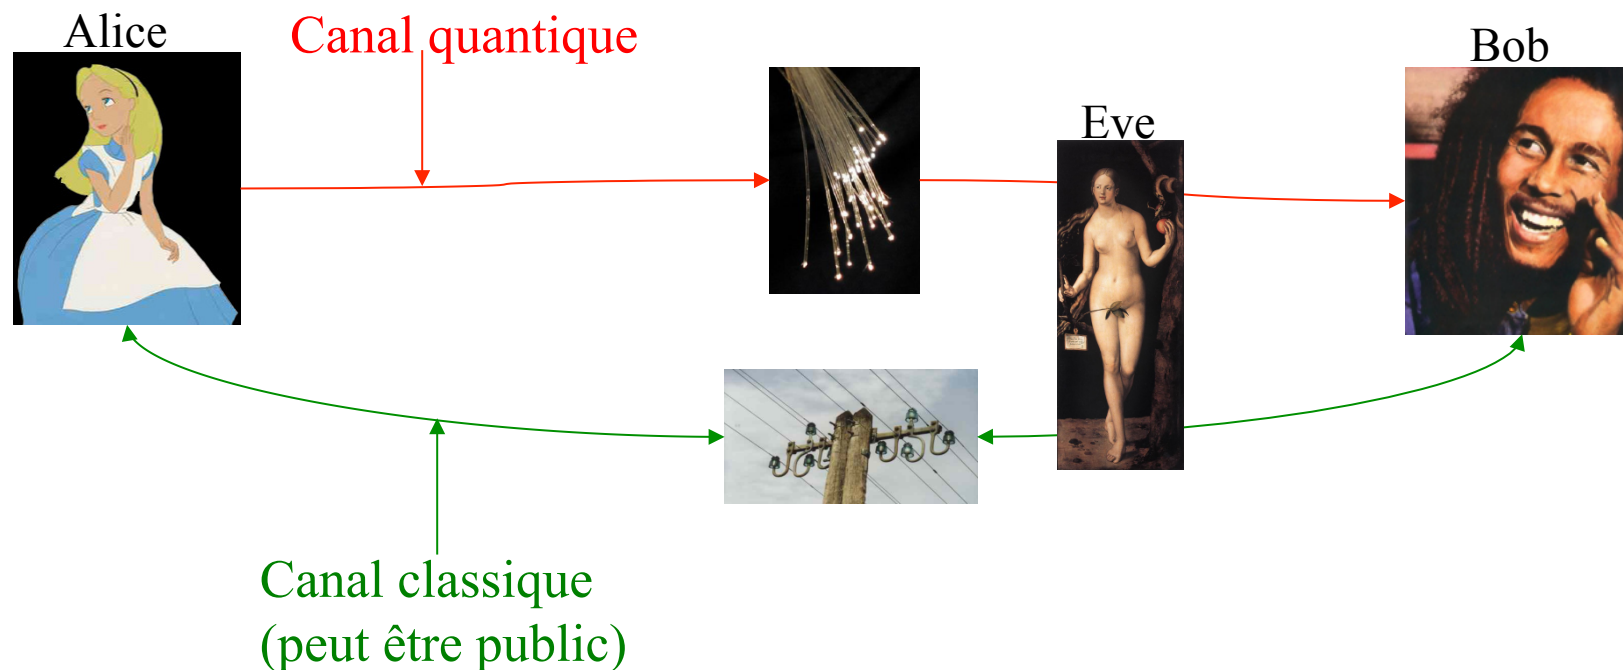 Alice
Canal quantique
Bob
Eve
Canal classique
(peut être public)